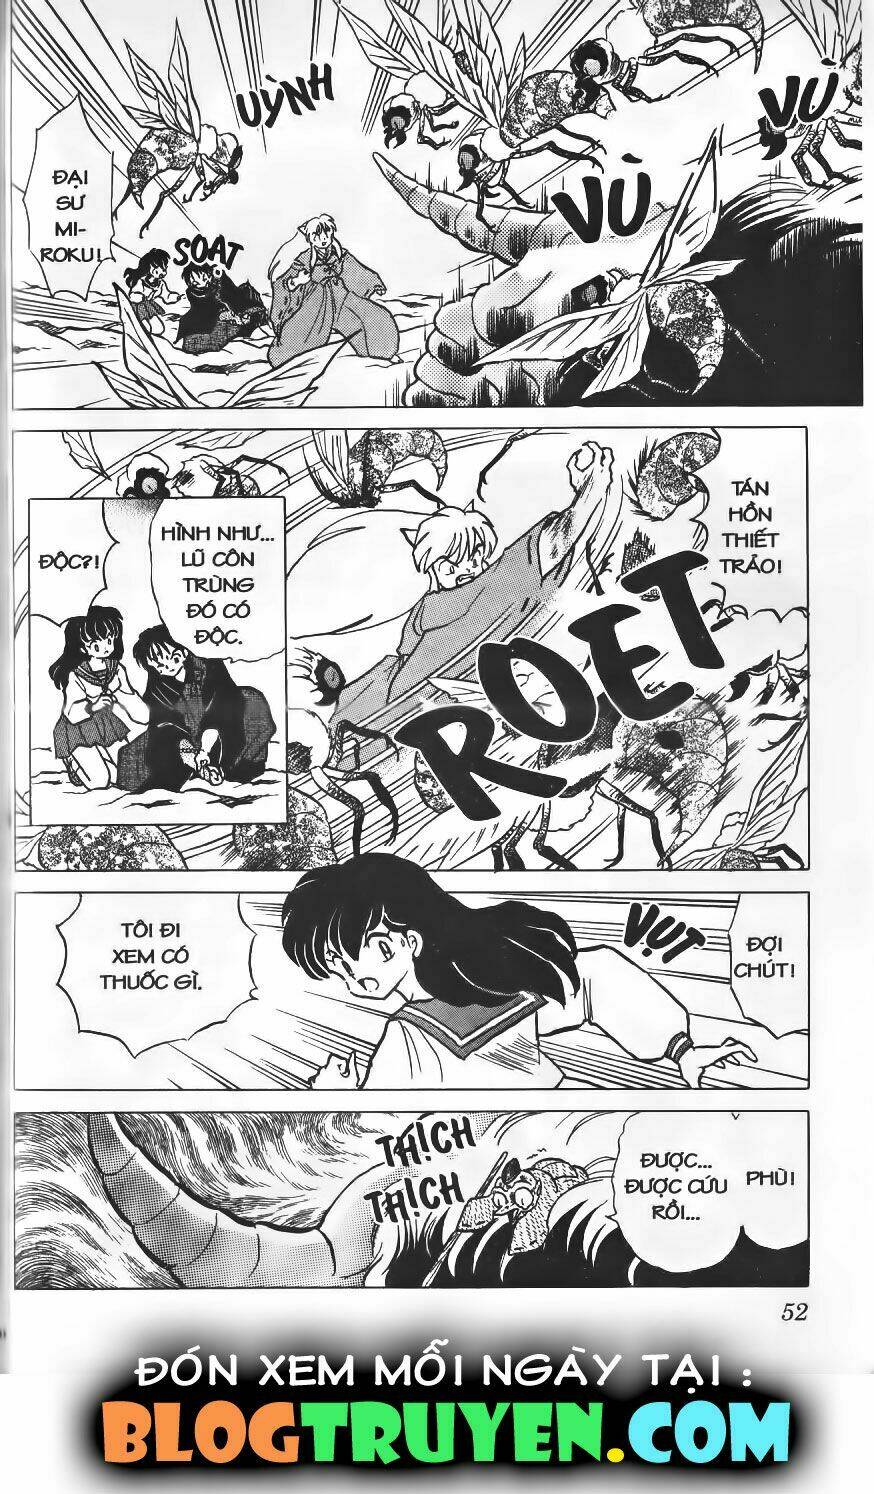 UỲNH
VÙ
VÙ
ĐẠI
SƯ
MI-
ROKU!
SOẠT
TÁN
HỒN
THIẾT
TRẢO!
HÌNH NHƯ...
LŨ CÔN
TRÙNG
ĐÓ CÓ
ĐỘC.
ĐỘC?!
ROẸT
ĐỢI
CHÚT!
VỤT
TÔI ĐI
XEM CÓ
THUỐC GÌ.
PHÙ!
ĐƯỢC...
ĐƯỢC CỨU
RỒI...
THỊCH
THỊCH
52
ĐÓN XEM MỖI NGÀY TẠI :
BLOGTRUYEN.COM